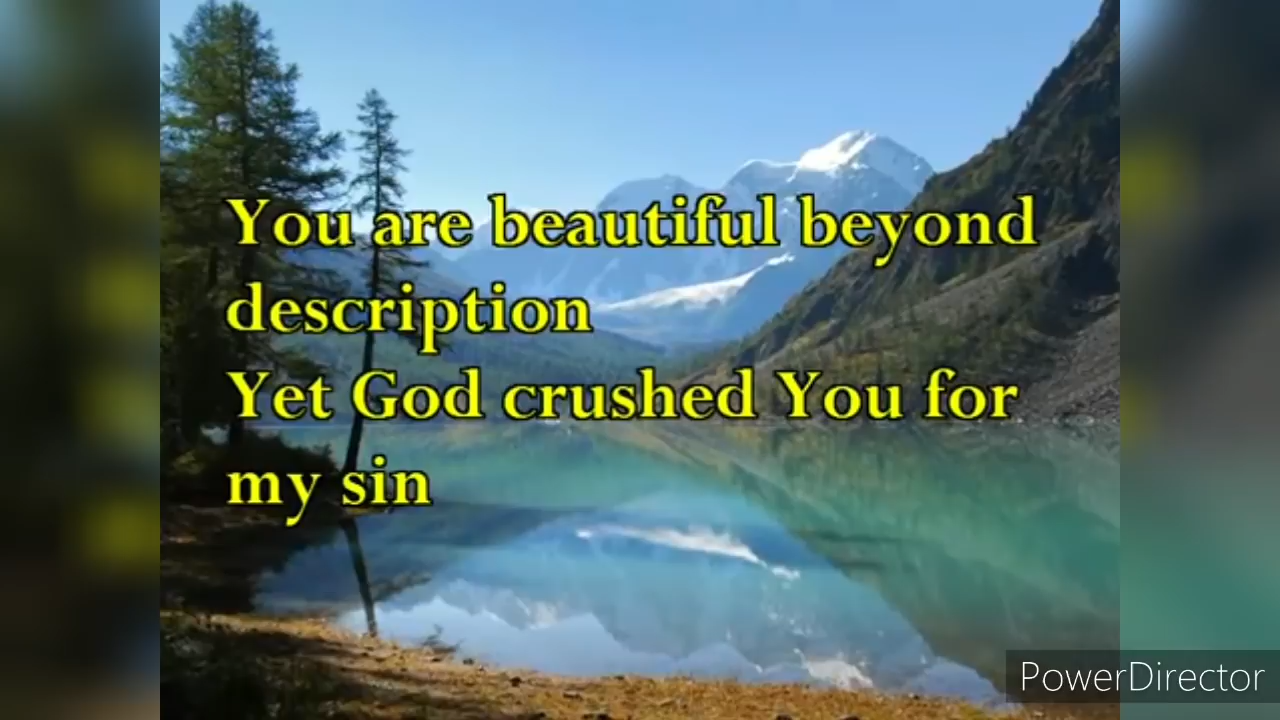 You are beautiful beyond
description
Yet God crushed You for
my sin
PowerDirector